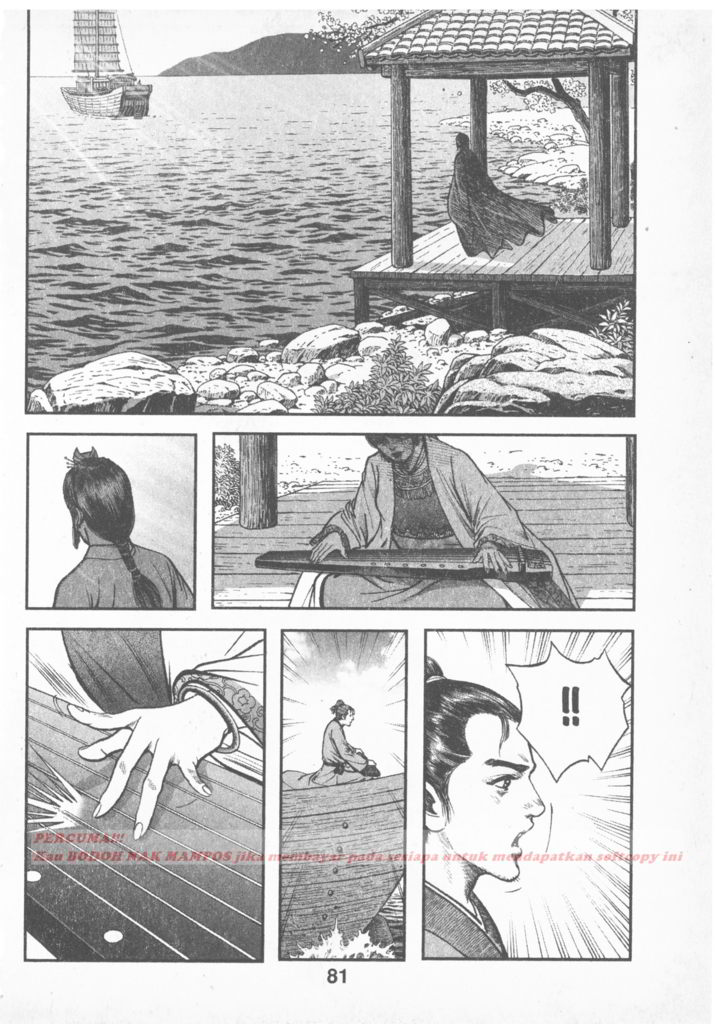 !!
PERCUMA!!!
Kau BODOH NAK MAMPOS jika membayar pada sesiapa untuk mendapatkan softcopy ini
81